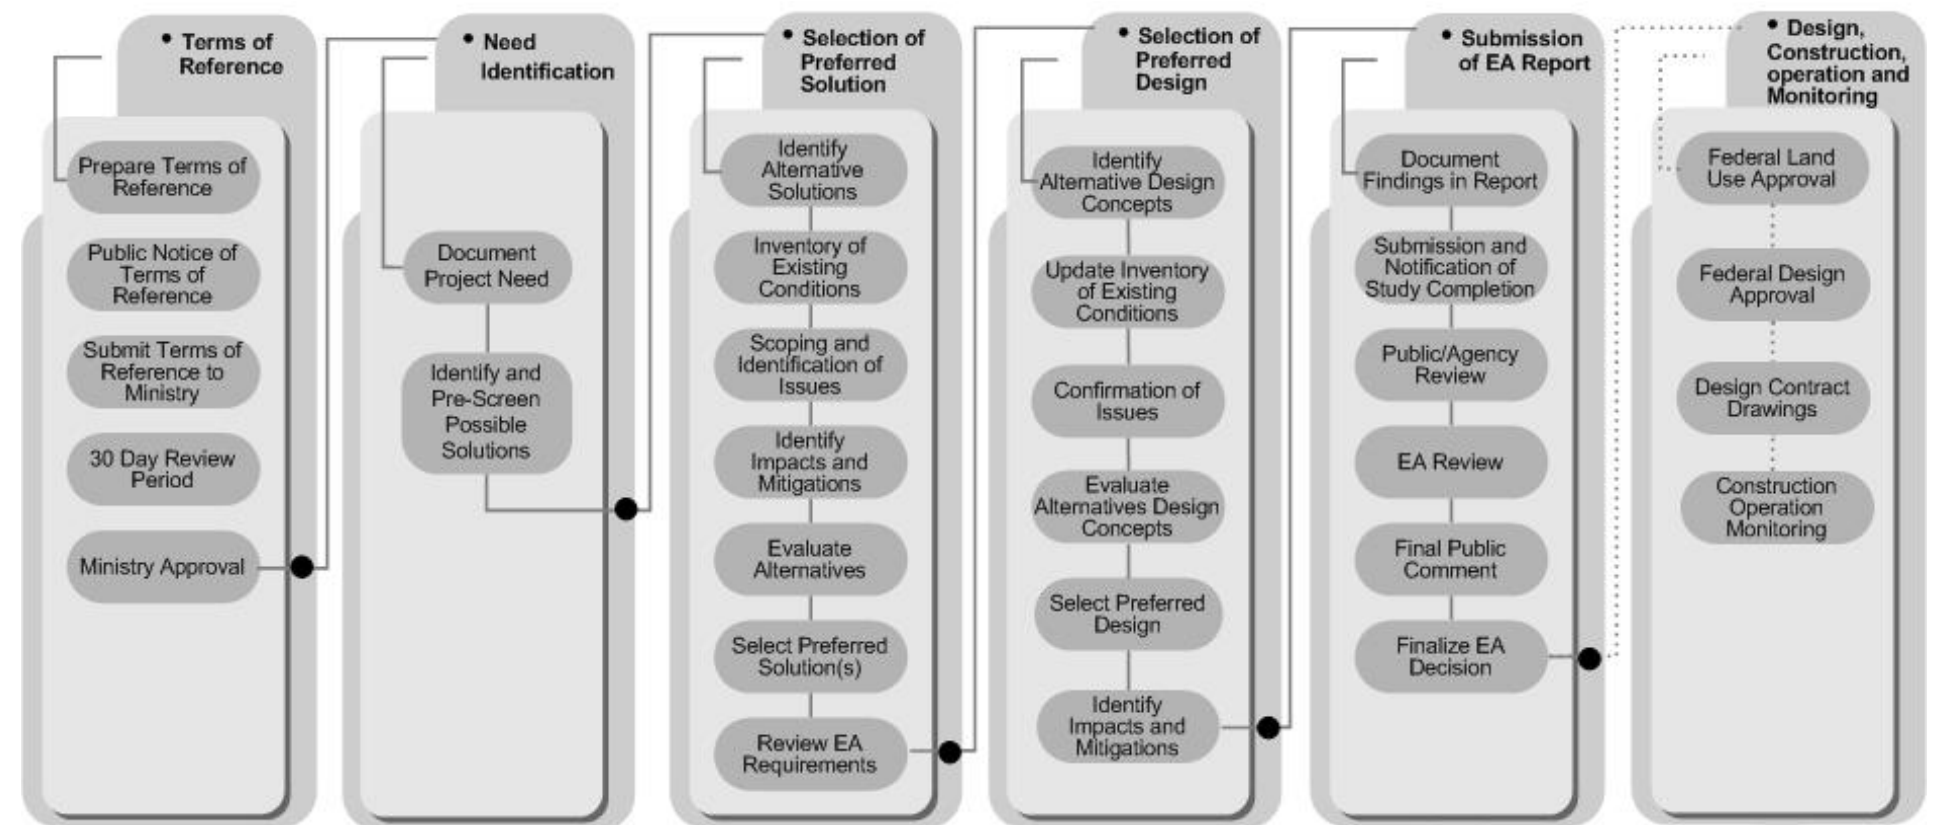 • Terms of
Reference
Prepare Terms of
Reference
Public Notice of
Terms of
Reference
Submit Terms of
Reference to
Ministry
30 Day Review
Period
Ministry Approval
• Need
Identification
Document
Project Need
Identify and
Pre-Screen
Possible
Solutions
• Selection of
Preferred
Solution
Identify
Alternative
Solutions
Inventory of
Existing
Conditions
Scoping and
Identification of
Issues
Identify
Impacts and
Mitigations
Evaluate
Alternatives
Select Preferred
Solution(s)
Review EA
Requirements
• Selection of
Preferred
Design
Identify
Alternative Design
Concepts
Update Inventory
of Existing
Conditions
Confirmation of
Issues
Evaluate
Alternatives Design
Concepts
Select Preferred
Design
Identify
Impacts and
Mitigations
• Submission
of EA Report
Document
Findings in Report
Submission and
Notification of
Study Completion
Public/Agency
Review
EA Review
Final Public
Comment
Finalize EA
Decision
• Design,
Construction,
operation and
Monitoring
Federal Land
Use Approval
Federal Design
Approval
Design Contract
Drawings
Construction
Operation
Monitoring